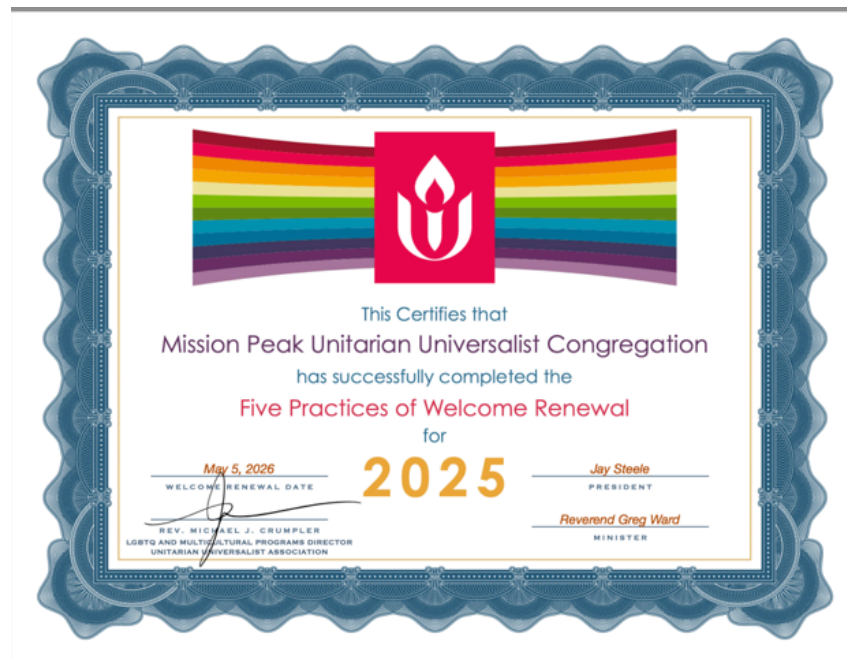 This Certifies that
Mission Peak Unitarian Universalist Congregation
has successfully completed the
Five Practices of Welcome Renewal
for
2025
May 5, 2026
WELCOME RENEWAL DATE
REV. MICHAEL J. CRUMPLER
LGBTQ AND MULTICULTURAL PROGRAMS DIRECTOR
UNITARIAN UNIVERSALIST ASSOCIATION
Jay Steele
PRESIDENT
Reverend Greg Ward
MINISTER